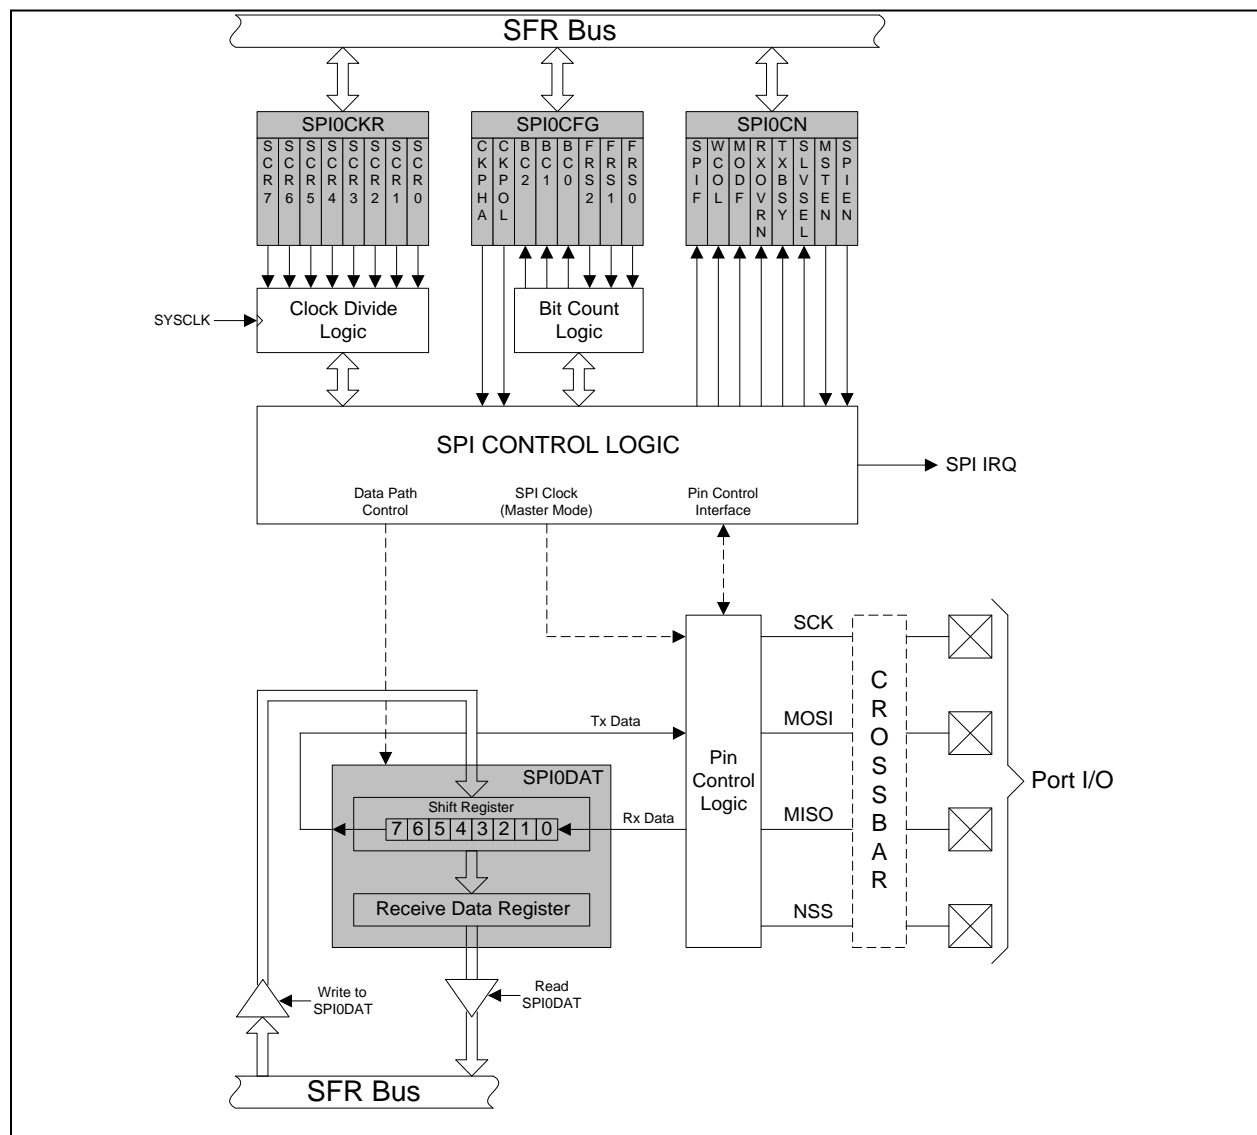 SFR Bus
SPI0CKR
SCR7
SCR6
SCR5
SCR4
SCR3
SCR2
SCR1
SCR0
SPI0CFG
CKPHA
CKPOL
BC2
BC1
BC0
FRS2
FRS1
FRS0
SPI0CN
SPIF
WCOL
MODF
RXOVRN
TXBSY
SLVSEL
MSTEN
SPIEN
SYSCLK
Clock Divide
Logic
Bit Count
Logic
SPI CONTROL LOGIC
SPI IRQ
Data Path
Control
SPI Clock
(Master Mode)
Pin Control
Interface
SCK
MOSI
MISO
NSS
CROSSBAR
Port I/O
Tx Data
Pin
Control
Logic
SPI0DAT
Shift Register
7 6 5 4 3 2 1 0
Rx Data
Receive Data Register
Write to
SPI0DAT
Read
SPI0DAT
SFR Bus